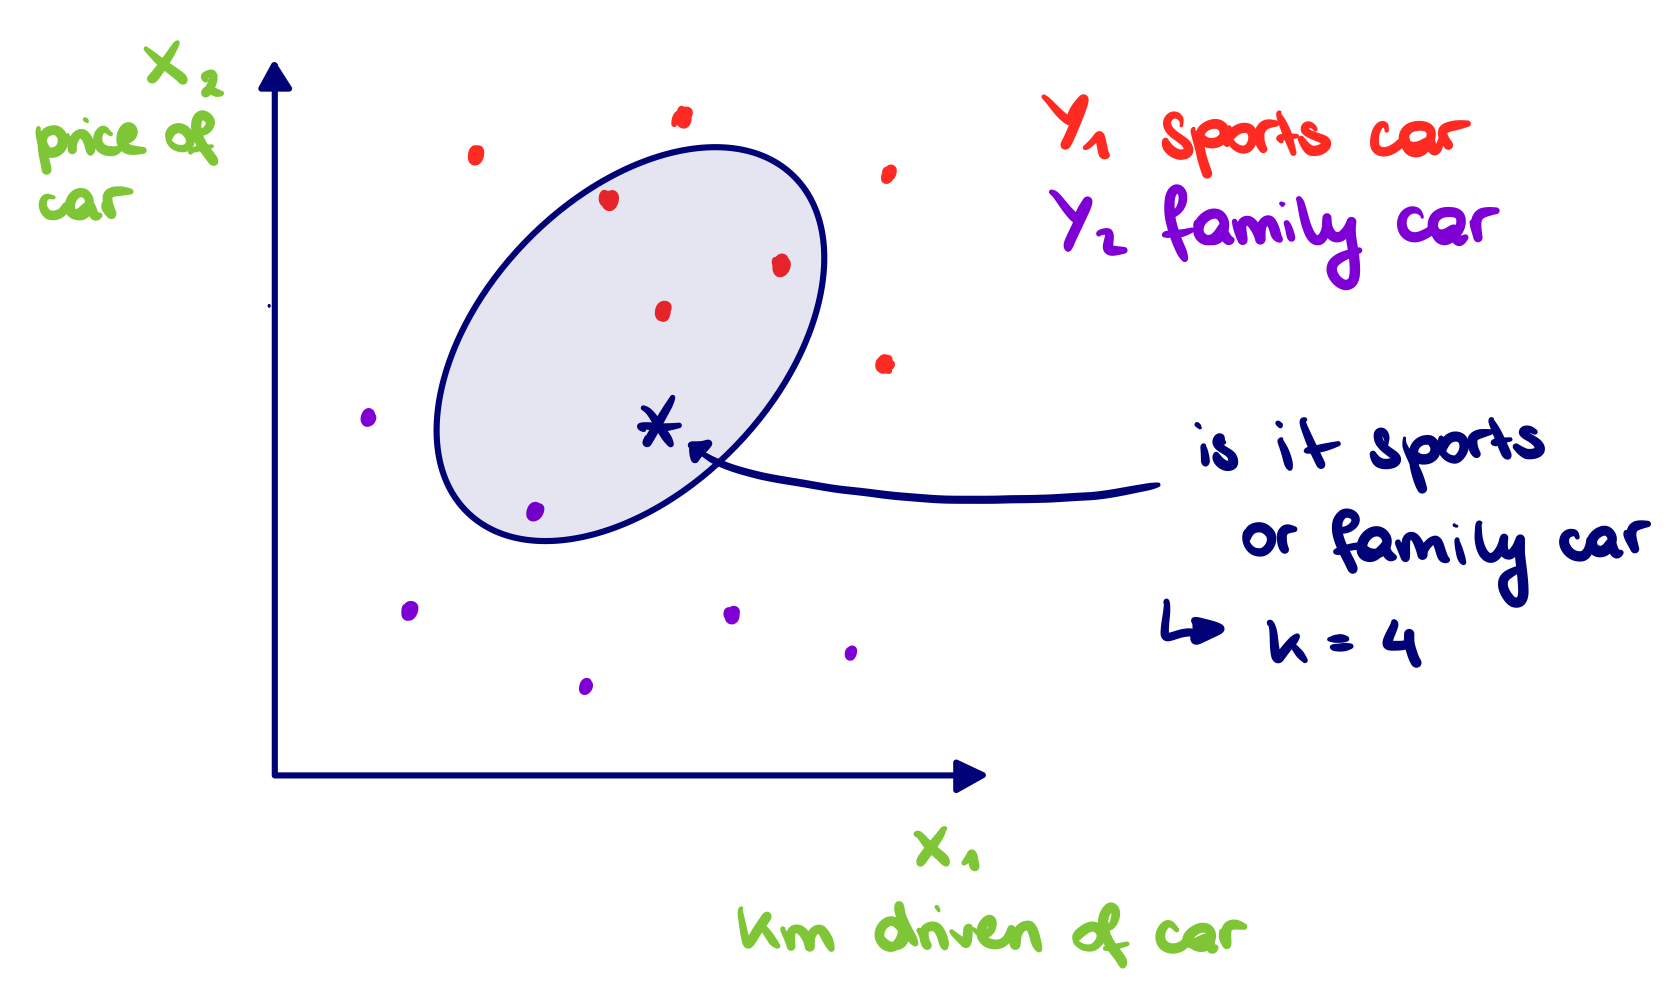 X2
price of
car
Y1 sports car
Y2 family car
is it sports
or family car
↳ k = 4
X1
km driven of car